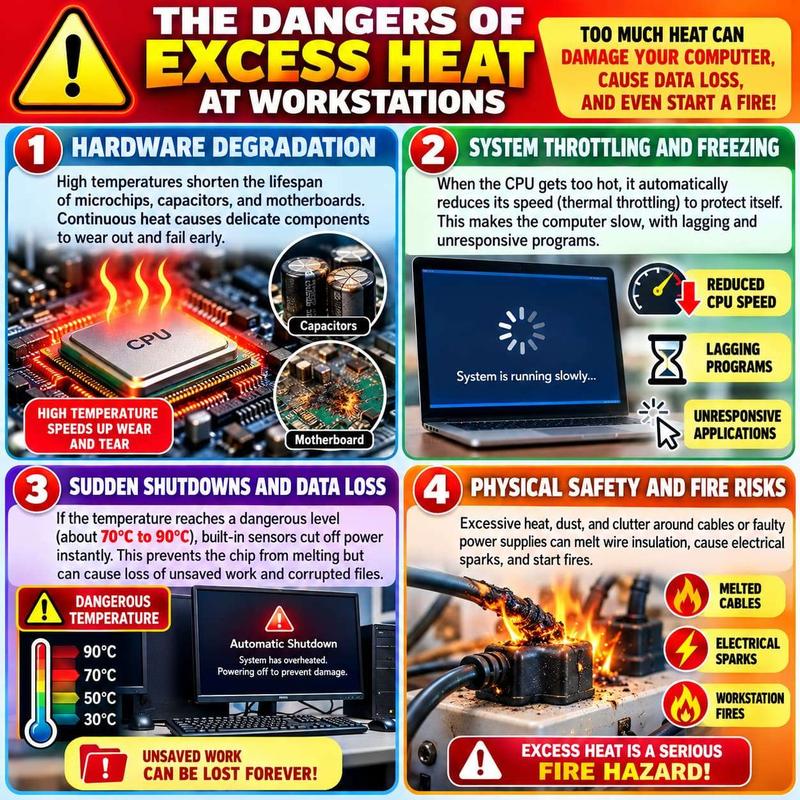 THE DANGERS OF
EXCESS HEAT
AT WORKSTATIONS
TOO MUCH HEAT CAN
DAMAGE YOUR COMPUTER,
CAUSE DATA LOSS,
AND EVEN START A FIRE!
1 HARDWARE DEGRADATION
High temperatures shorten the lifespan
of microchips, capacitors, and motherboards.
Continuous heat causes delicate components
to wear out and fail early.
CPU
Capacitors
Motherboard
HIGH TEMPERATURE
SPEEDS UP WEAR
AND TEAR
2 SYSTEM THROTTLING AND FREEZING
When the CPU gets too hot, it automatically
reduces its speed (thermal throttling) to protect itself.
This makes the computer slow, with lagging and
unresponsive programs.
System is running slowly...
REDUCED
CPU SPEED
LAGGING
PROGRAMS
UNRESPONSIVE
APPLICATIONS
3 SUDDEN SHUTDOWNS AND DATA LOSS
If the temperature reaches a dangerous level
(about 70°C to 90°C), built-in sensors cut off power
instantly. This prevents the chip from melting but
can cause loss of unsaved work and corrupted files.
DANGEROUS
TEMPERATURE
90°C
70°C
50°C
30°C
Automatic Shutdown
System has overheated.
Powering off to prevent damage.
UNSAVED WORK
CAN BE LOST FOREVER!
4 PHYSICAL SAFETY AND FIRE RISKS
Excessive heat, dust, and clutter around cables or faulty
power supplies can melt wire insulation, cause electrical
sparks, and start fires.
MELTED
CABLES
ELECTRICAL
SPARKS
WORKSTATION
FIRES
EXCESS HEAT IS A SERIOUS
FIRE HAZARD!